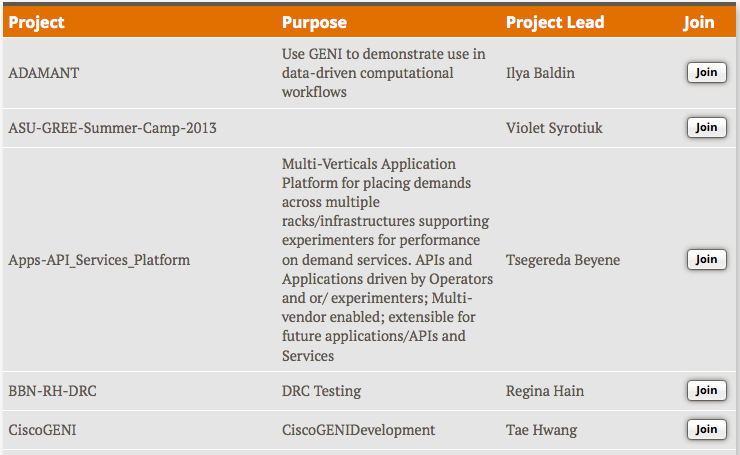 Project Purpose Project Lead Join
Use GENI to demonstrate use in
ADAMANT data-driven computational Ilya Baldin Join
workflows
ASU-GREE-Summer-Camp-2013 Violet Syrotiuk Join
Multi-Verticals Application
Platform for placing demands
across multiple
racks/infrastructures supporting
experimenters for performance
Apps-API_Services_Platform on demand services. APIs and Tsegereda Beyene Join
Applications driven by Operators
and or/ experimenters; Multi-
vendor enabled; extensible for
future applications/APIs and
Services
BBN-RH-DRC DRC Testing Regina Hain Join
CiscoGENI CiscoGENIDevelopment Tae Hwang Join